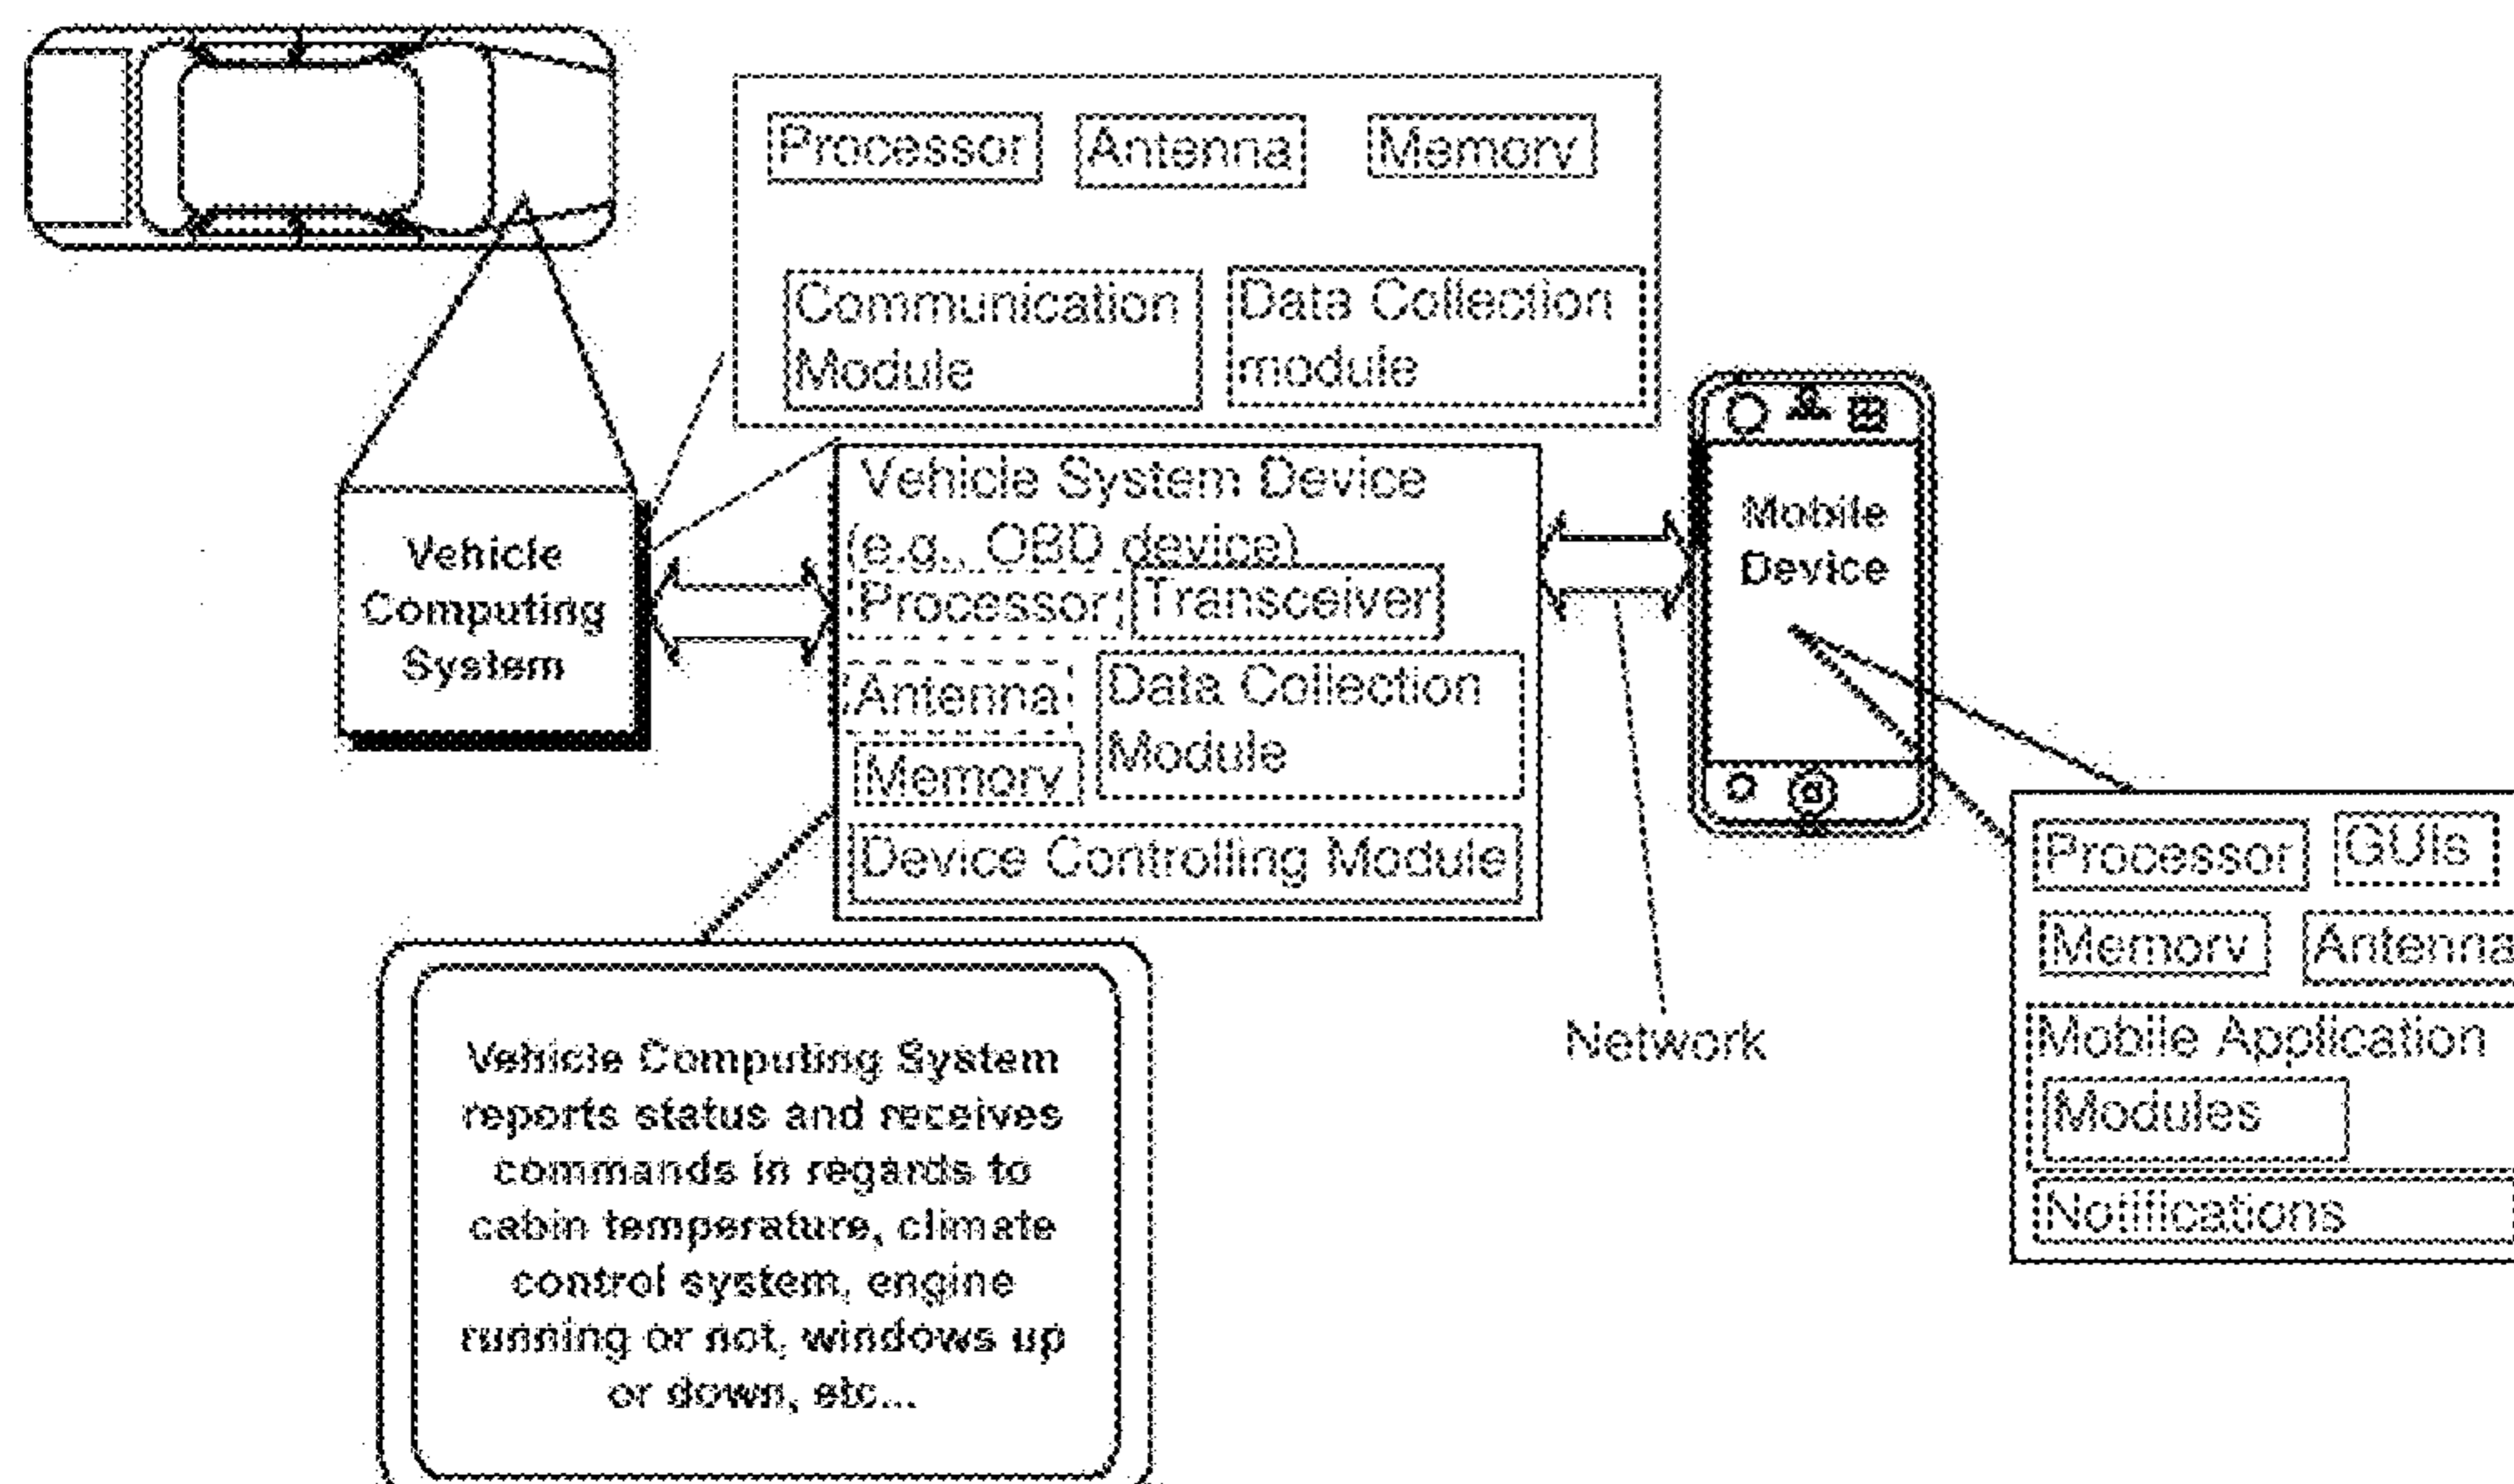 Processor Antenna Memory
Communication Module
Data Collection module
Vehicle
Computing
System
Vehicle System Device
(e.g., OBD device)
Processor Transceiver
Antenna
Data Collection
Module
Memory
Device Controlling Module
Mobile
Device
Network
Processor GUIs
Memory Antenna
Mobile Application
Modules
Notifications
Vehicle Computing System
reports status and receives
commands in regards to
cabin temperature, climate
control system, engine
running or not, windows up
or down, etc...